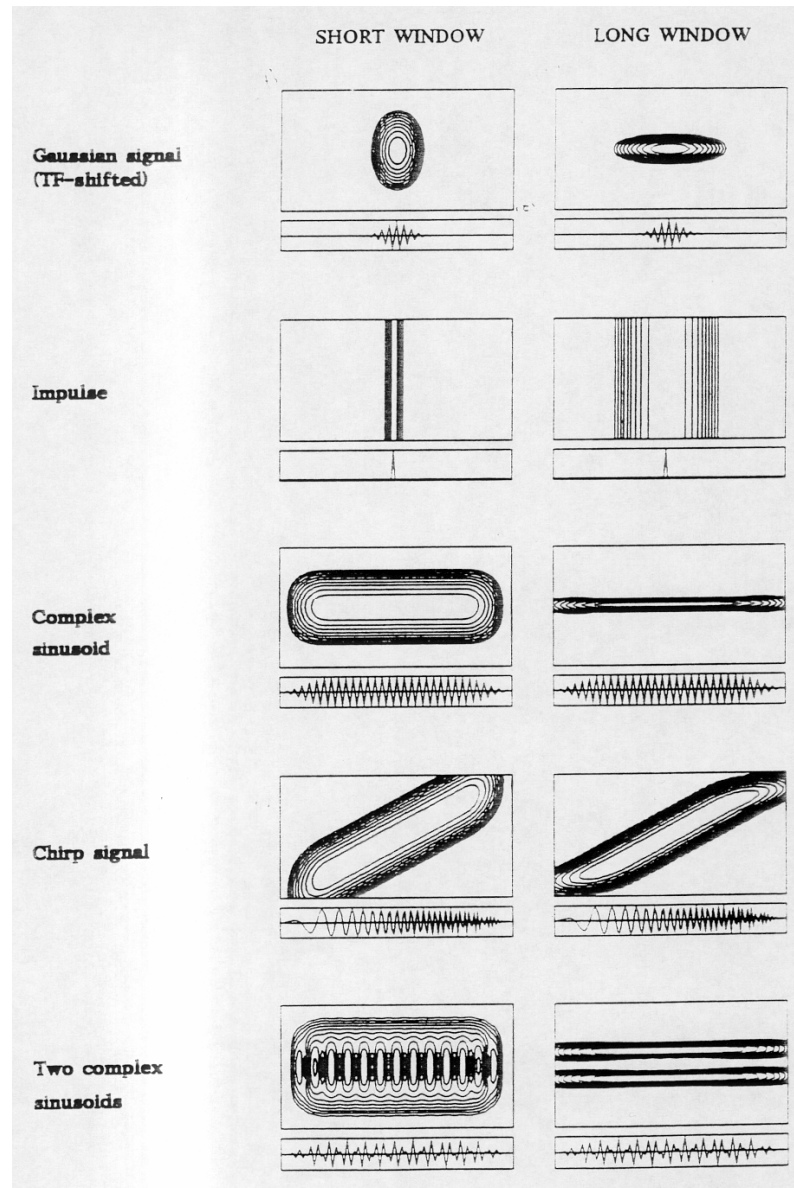 SHORT WINDOW
LONG WINDOW
Gaussian signal
(TF-shifted)
Impulse
Complex
sinusoid
Chirp signal
Two complex
sinusoids